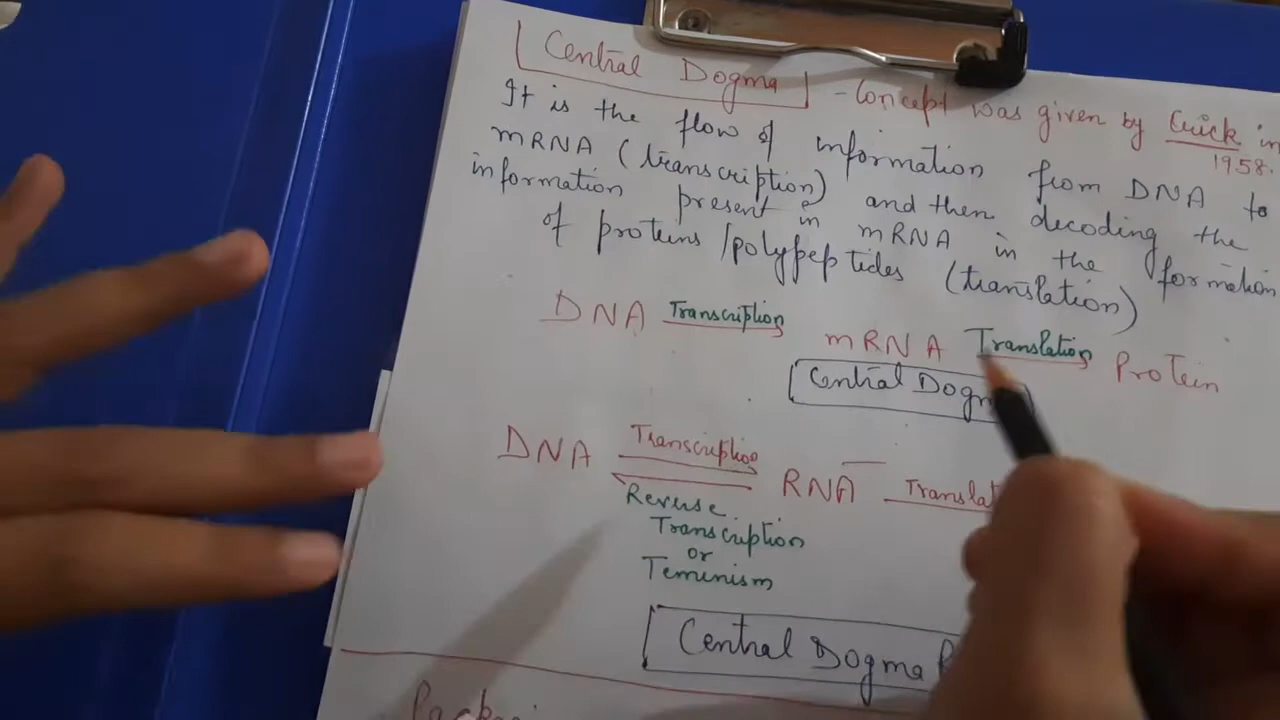 Central Dogma - Concept was given by Crick in 1958.
It is the flow of information from DNA to
mRNA (transcription) and then decoding the
information present in mRNA in the formation
of proteins/polypeptides (translation)
DNA Transcription mRNA Translation Protein
Central
DNA Transcription RNA
Reverse
Transcription
or
Teminism
Central Dogma